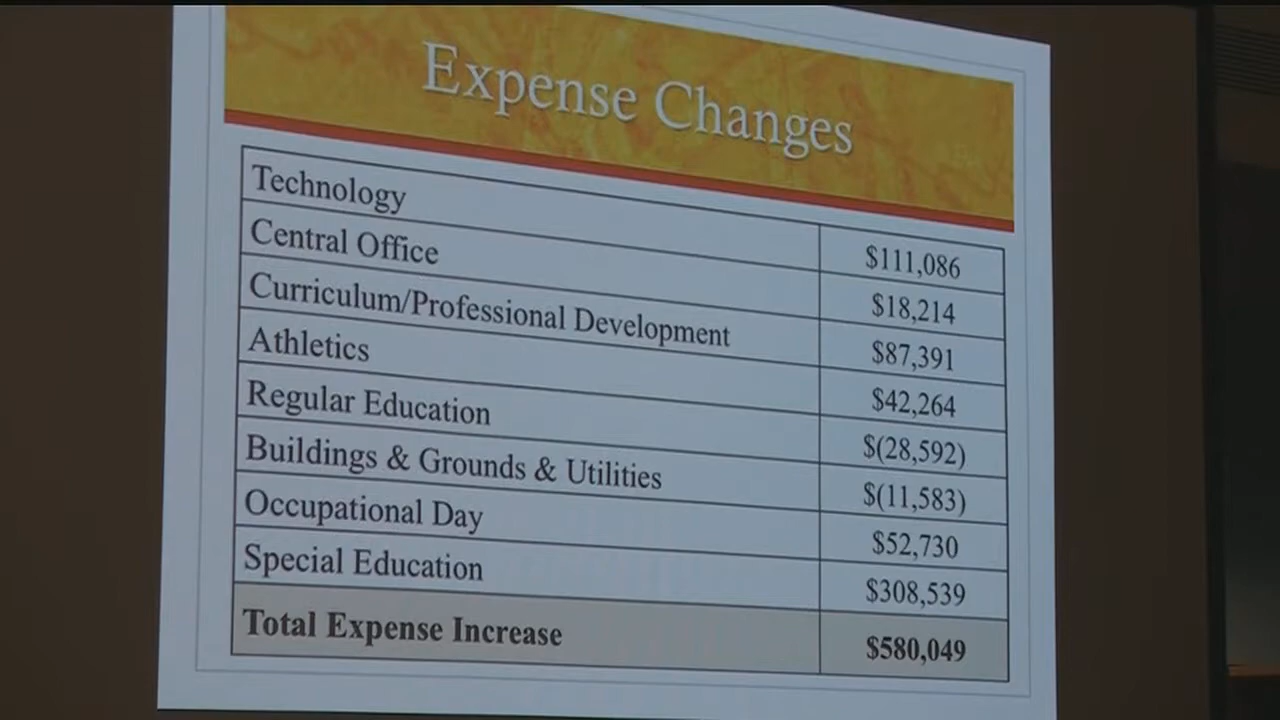 Expense Changes
Technology $111,086
Central Office $18,214
Curriculum/Professional Development $87,391
Athletics $42,264
Regular Education $(28,592)
Buildings & Grounds & Utilities $(11,583)
Occupational Day $52,730
Special Education $308,539
Total Expense Increase $580,049